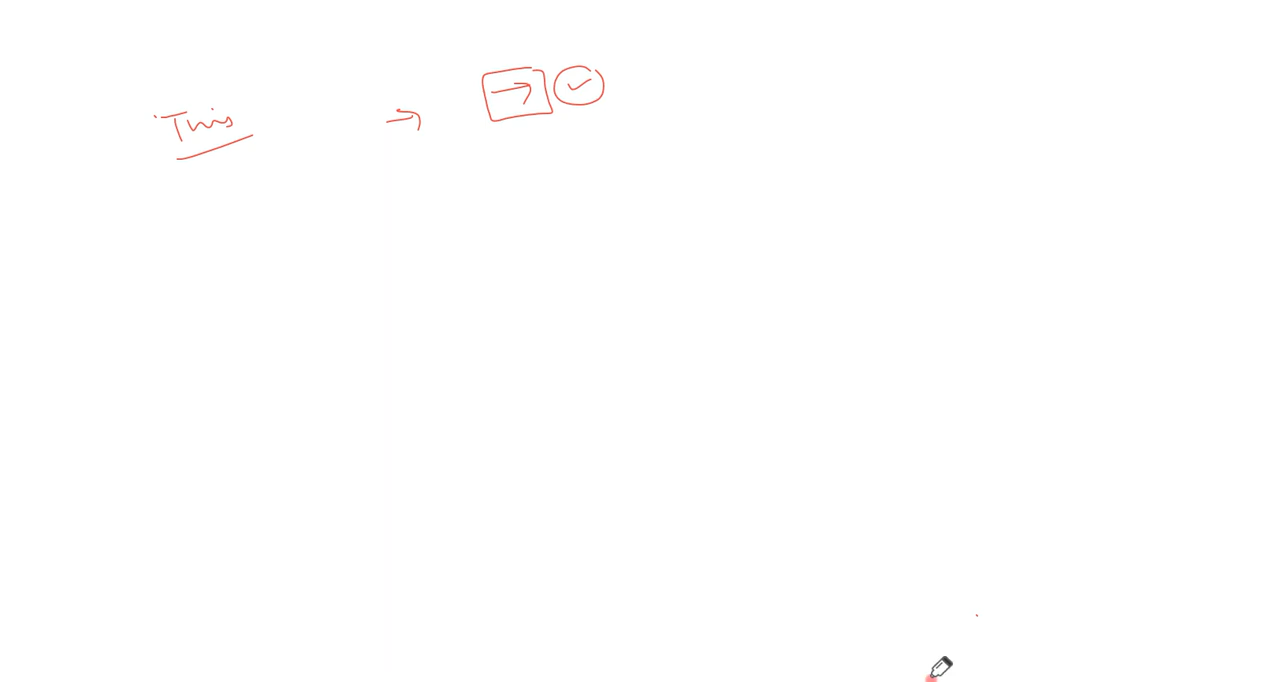 This → → ✓